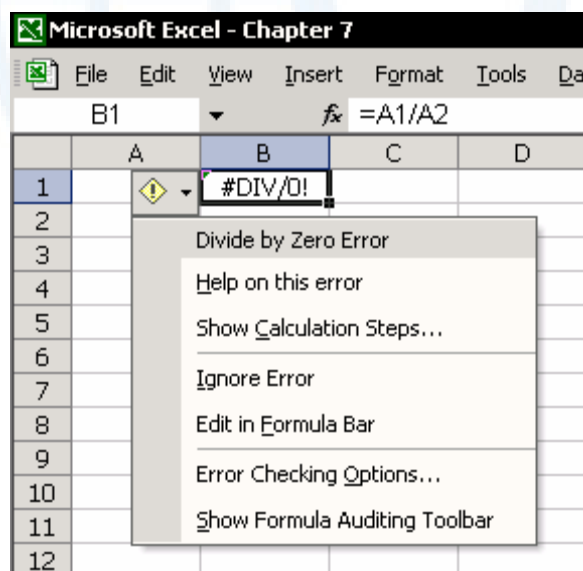 Microsoft Excel - Chapter 7
File Edit View Insert Format Tools Da
B1 fx =A1/A2
A B C D
1 #DIV/0!
2
3
4
5
6
7
8
9
10
11
12
Divide by Zero Error
Help on this error
Show Calculation Steps...
Ignore Error
Edit in Formula Bar
Error Checking Options...
Show Formula Auditing Toolbar